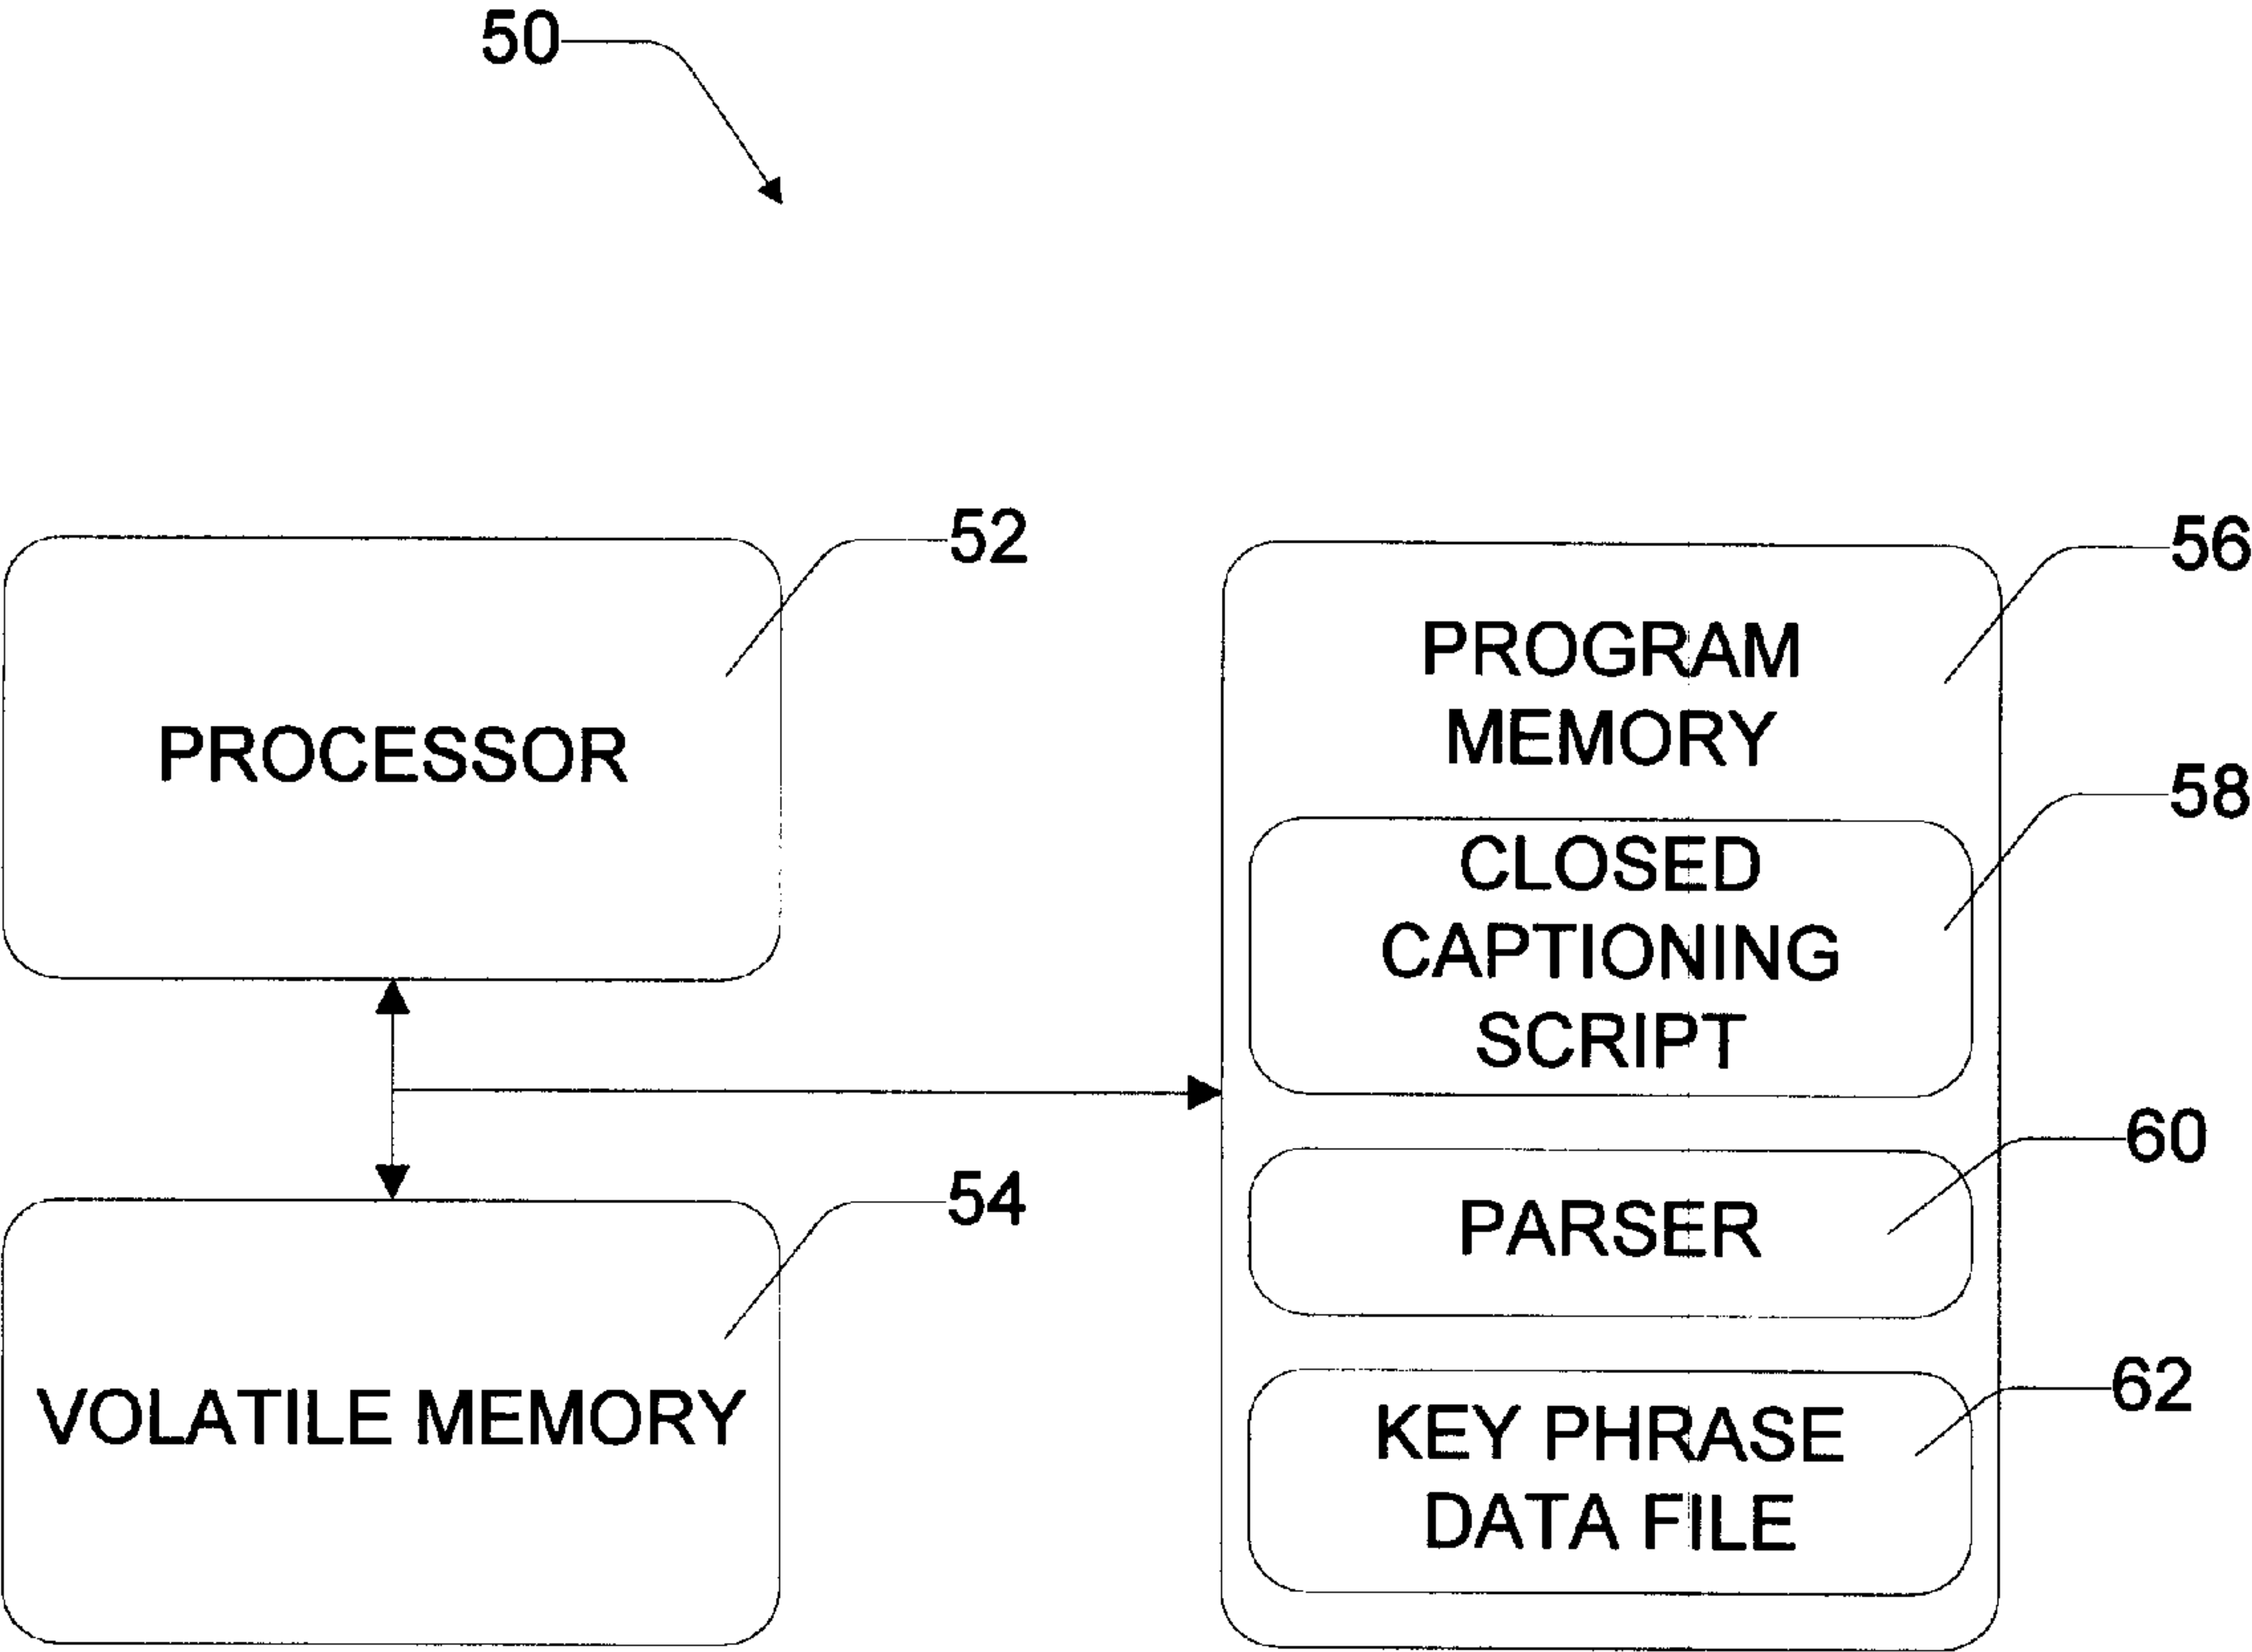 50
52
PROCESSOR
54
VOLATILE MEMORY
56
PROGRAM
MEMORY
58
CLOSED
CAPTIONING
SCRIPT
60
PARSER
62
KEY PHRASE
DATA FILE